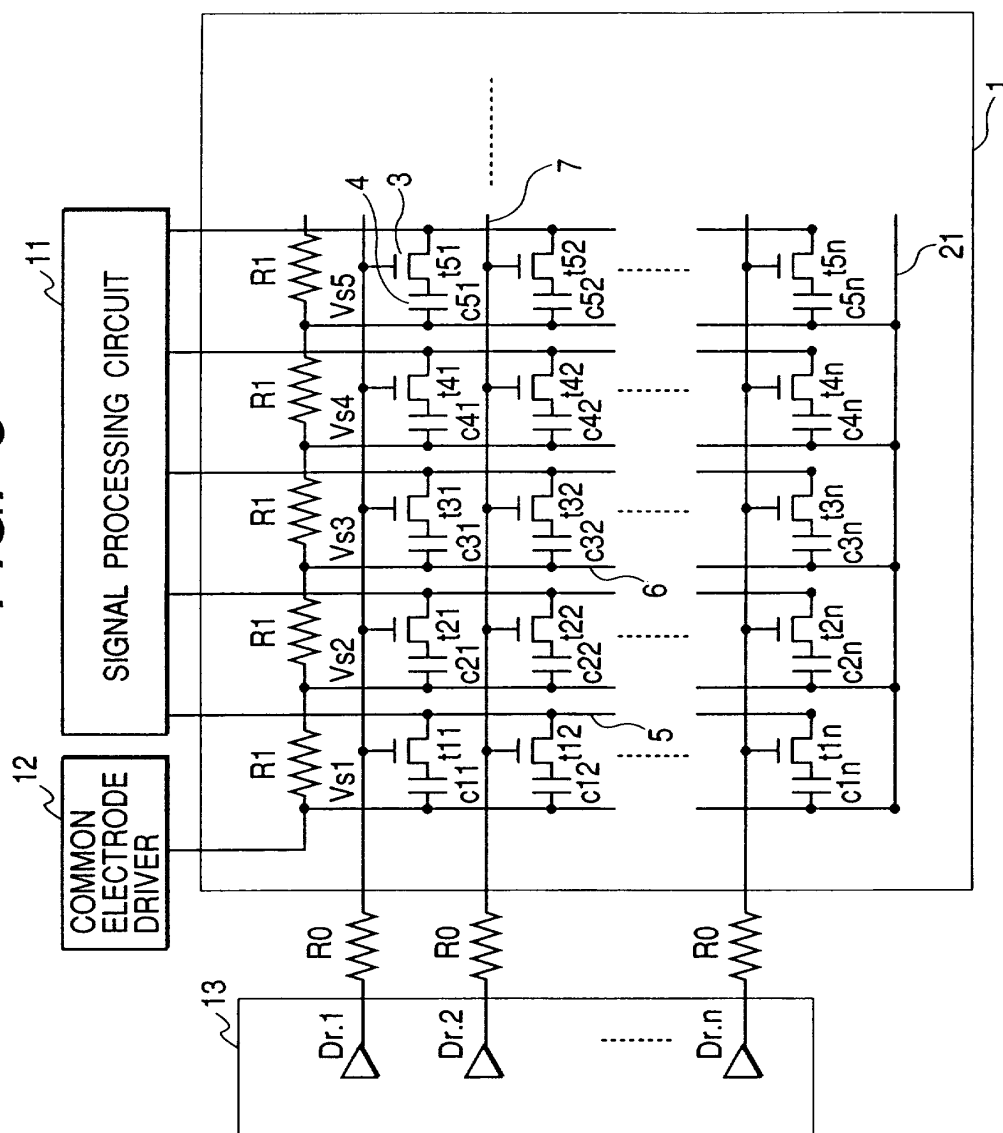 12
COMMON
ELECTRODE
DRIVER
11
SIGNAL PROCESSING CIRCUIT
13
R1 R1 R1 R1 R1
Vs1 Vs2 Vs3 Vs4 Vs5
4
3
Dr.1 R0
t11 t21 t31 t41 t51
c11 c21 c31 c41 c51
7
Dr.2 R0
t12 t22 t32 t42 t52
c12 c22 c32 c42 c52
5
6
Dr.n R0
t1n t2n t3n t4n t5n
c1n c2n c3n c4n c5n
21
1